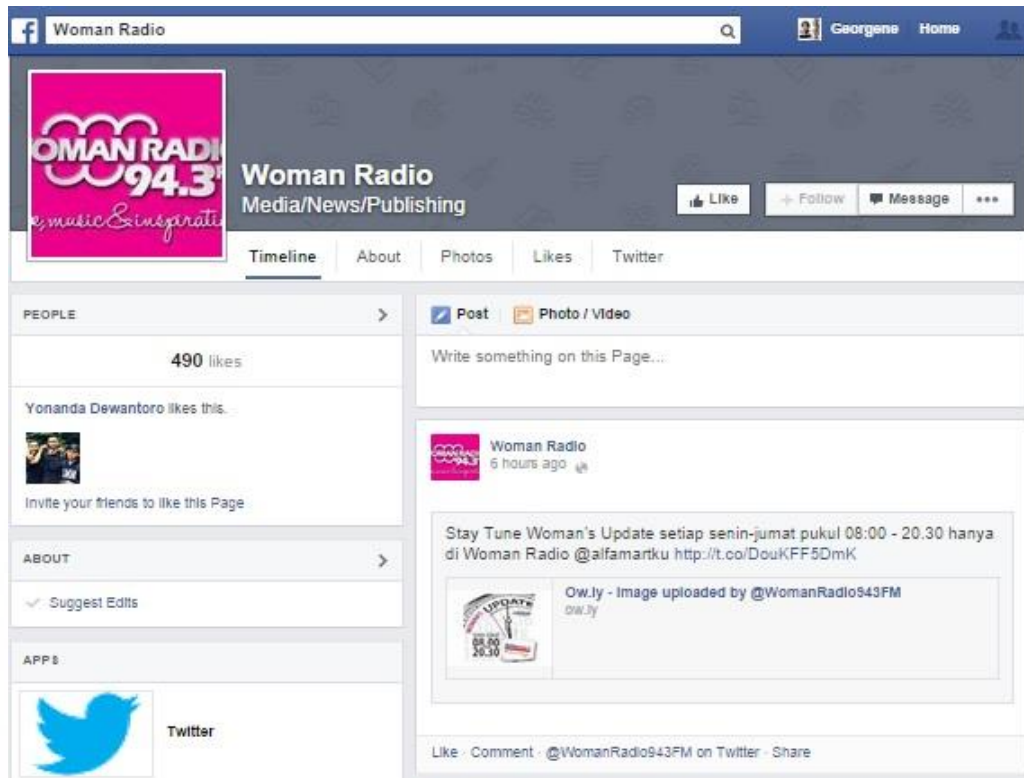 Woman Radio
Georgene Home
OMAN RADI
94.3
e, music & inspirati
Woman Radio
Media/News/Publishing
Like
+ Follow
Message
Timeline
About
Photos
Likes
Twitter
PEOPLE
490 likes
Yonanda Dewantoro likes this.
Invite your friends to like this Page
ABOUT
Suggest Edits
APPS
Twitter
Post
Photo / Video
Write something on this Page...
Woman Radio
6 hours ago
Stay Tune Woman's Update setiap senin-jumat pukul 08:00 - 20.30 hanya
di Woman Radio @alfamartku http://t.co/DouKFF5DmK
UPDATE
08.00
20.30
Ow.ly - Image uploaded by @WomanRadio943FM
ow.ly
Like · Comment · @WomanRadio943FM on Twitter · Share